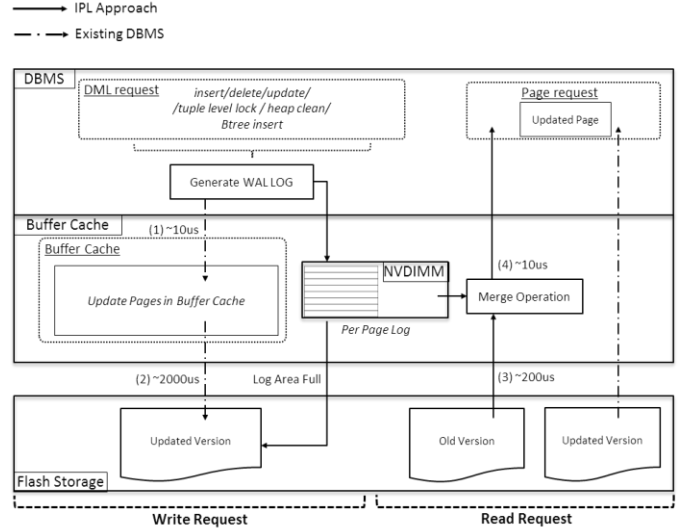 IPL Approach
Existing DBMS
DBMS
DML request
insert/delete/update/
/tuple level lock / heap clean/
Btree insert
Page request
Updated Page
Generate WAL LOG
Buffer Cache
(1) ~10us
Buffer Cache
Update Pages in Buffer Cache
NVDIMM
Per Page Log
(4) ~10us
Merge Operation
(2) ~2000us
Log Area Full
(3) ~200us
Updated Version
Old Version
Updated Version
Flash Storage
Write Request
Read Request